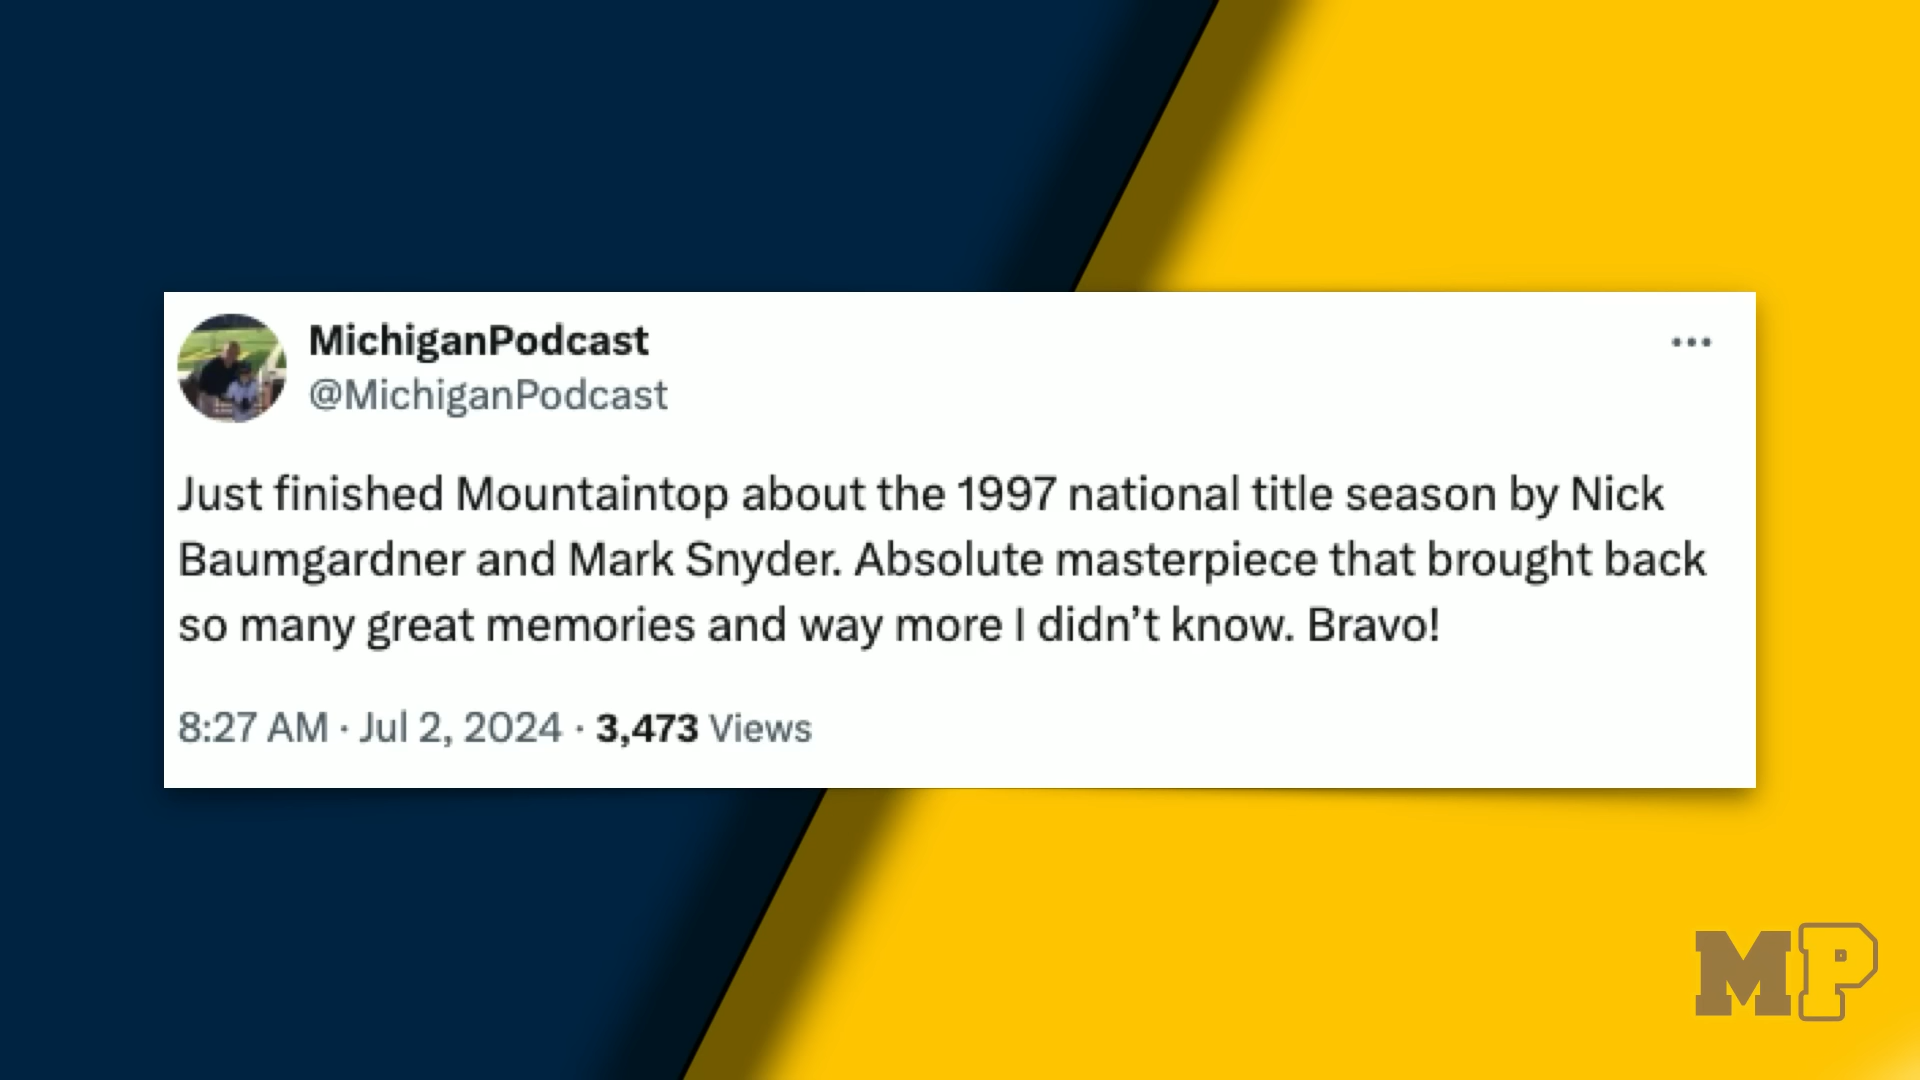 MichiganPodcast
@MichiganPodcast
Just finished Mountaintop about the 1997 national title season by Nick
Baumgardner and Mark Snyder. Absolute masterpiece that brought back
so many great memories and way more I didn’t know. Bravo!
8:27 AM · Jul 2, 2024 · 3,473 Views
MP